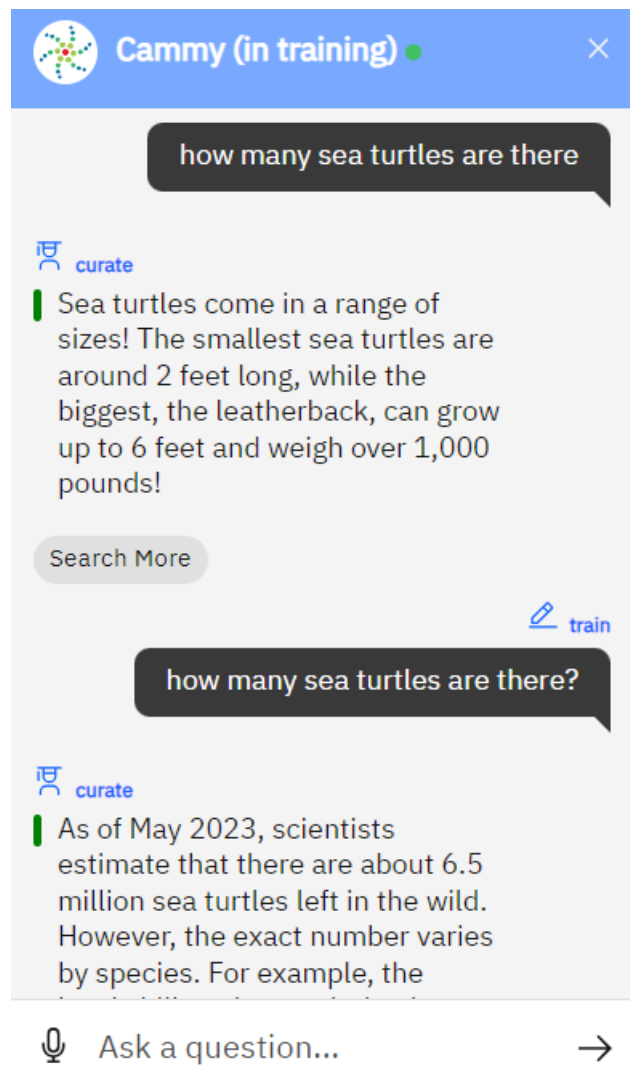 Cammy (in training)
how many sea turtles are there
curate
Sea turtles come in a range of
sizes! The smallest sea turtles are
around 2 feet long, while the
biggest, the leatherback, can grow
up to 6 feet and weigh over 1,000
pounds!
Search More
train
how many sea turtles are there?
curate
As of May 2023, scientists
estimate that there are about 6.5
million sea turtles left in the wild.
However, the exact number varies
by species. For example, the
Ask a question...